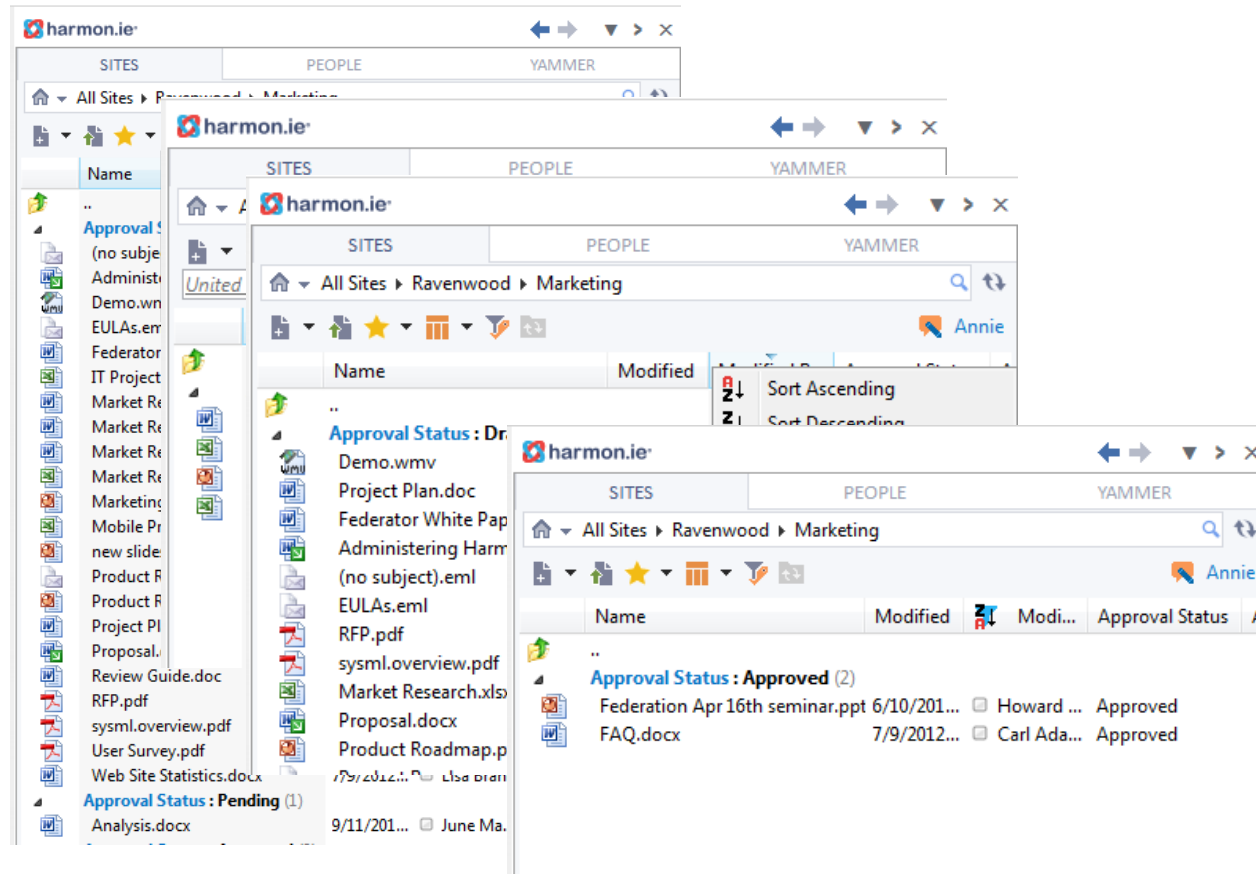 harmon.ie
SITES PEOPLE YAMMER
All Sites Ravenwood Marketing
Name
..
Approval
(no subje
Administe
Demo.wm
EULAs.em
Federator
IT Project
Market Re
Market Re
Market Re
Market Re
Marketing
Mobile Pr
new slide
Product R
Product R
Project Pl
Proposal.
Review Guide.doc
RFP.pdf
sysml.overview.pdf
User Survey.pdf
Web Site Statistics.docx 7/9/2012...
Approval Status : Pending (1)
Analysis.docx 9/11/201... June Ma.
harmon.ie
SITES PEOPLE YAMMER
United
harmon.ie
SITES PEOPLE YAMMER
All Sites Ravenwood Marketing
Annie
Name Modified
Sort Ascending
Sort Descending
..
Approval Status : Dr
Demo.wmv
Project Plan.doc
Federator White Pap
Administering Harm
(no subject).eml
EULAs.eml
RFP.pdf
sysml.overview.pdf
Market Research.xlsx
Proposal.docx
Product Roadmap.p
harmon.ie
SITES PEOPLE YAMMER
All Sites Ravenwood Marketing
Annie
Name Modified Modi... Approval Status
..
Approval Status : Approved (2)
Federation Apr 16th seminar.ppt 6/10/201... Howard ... Approved
FAQ.docx 7/9/2012... Carl Ada... Approved